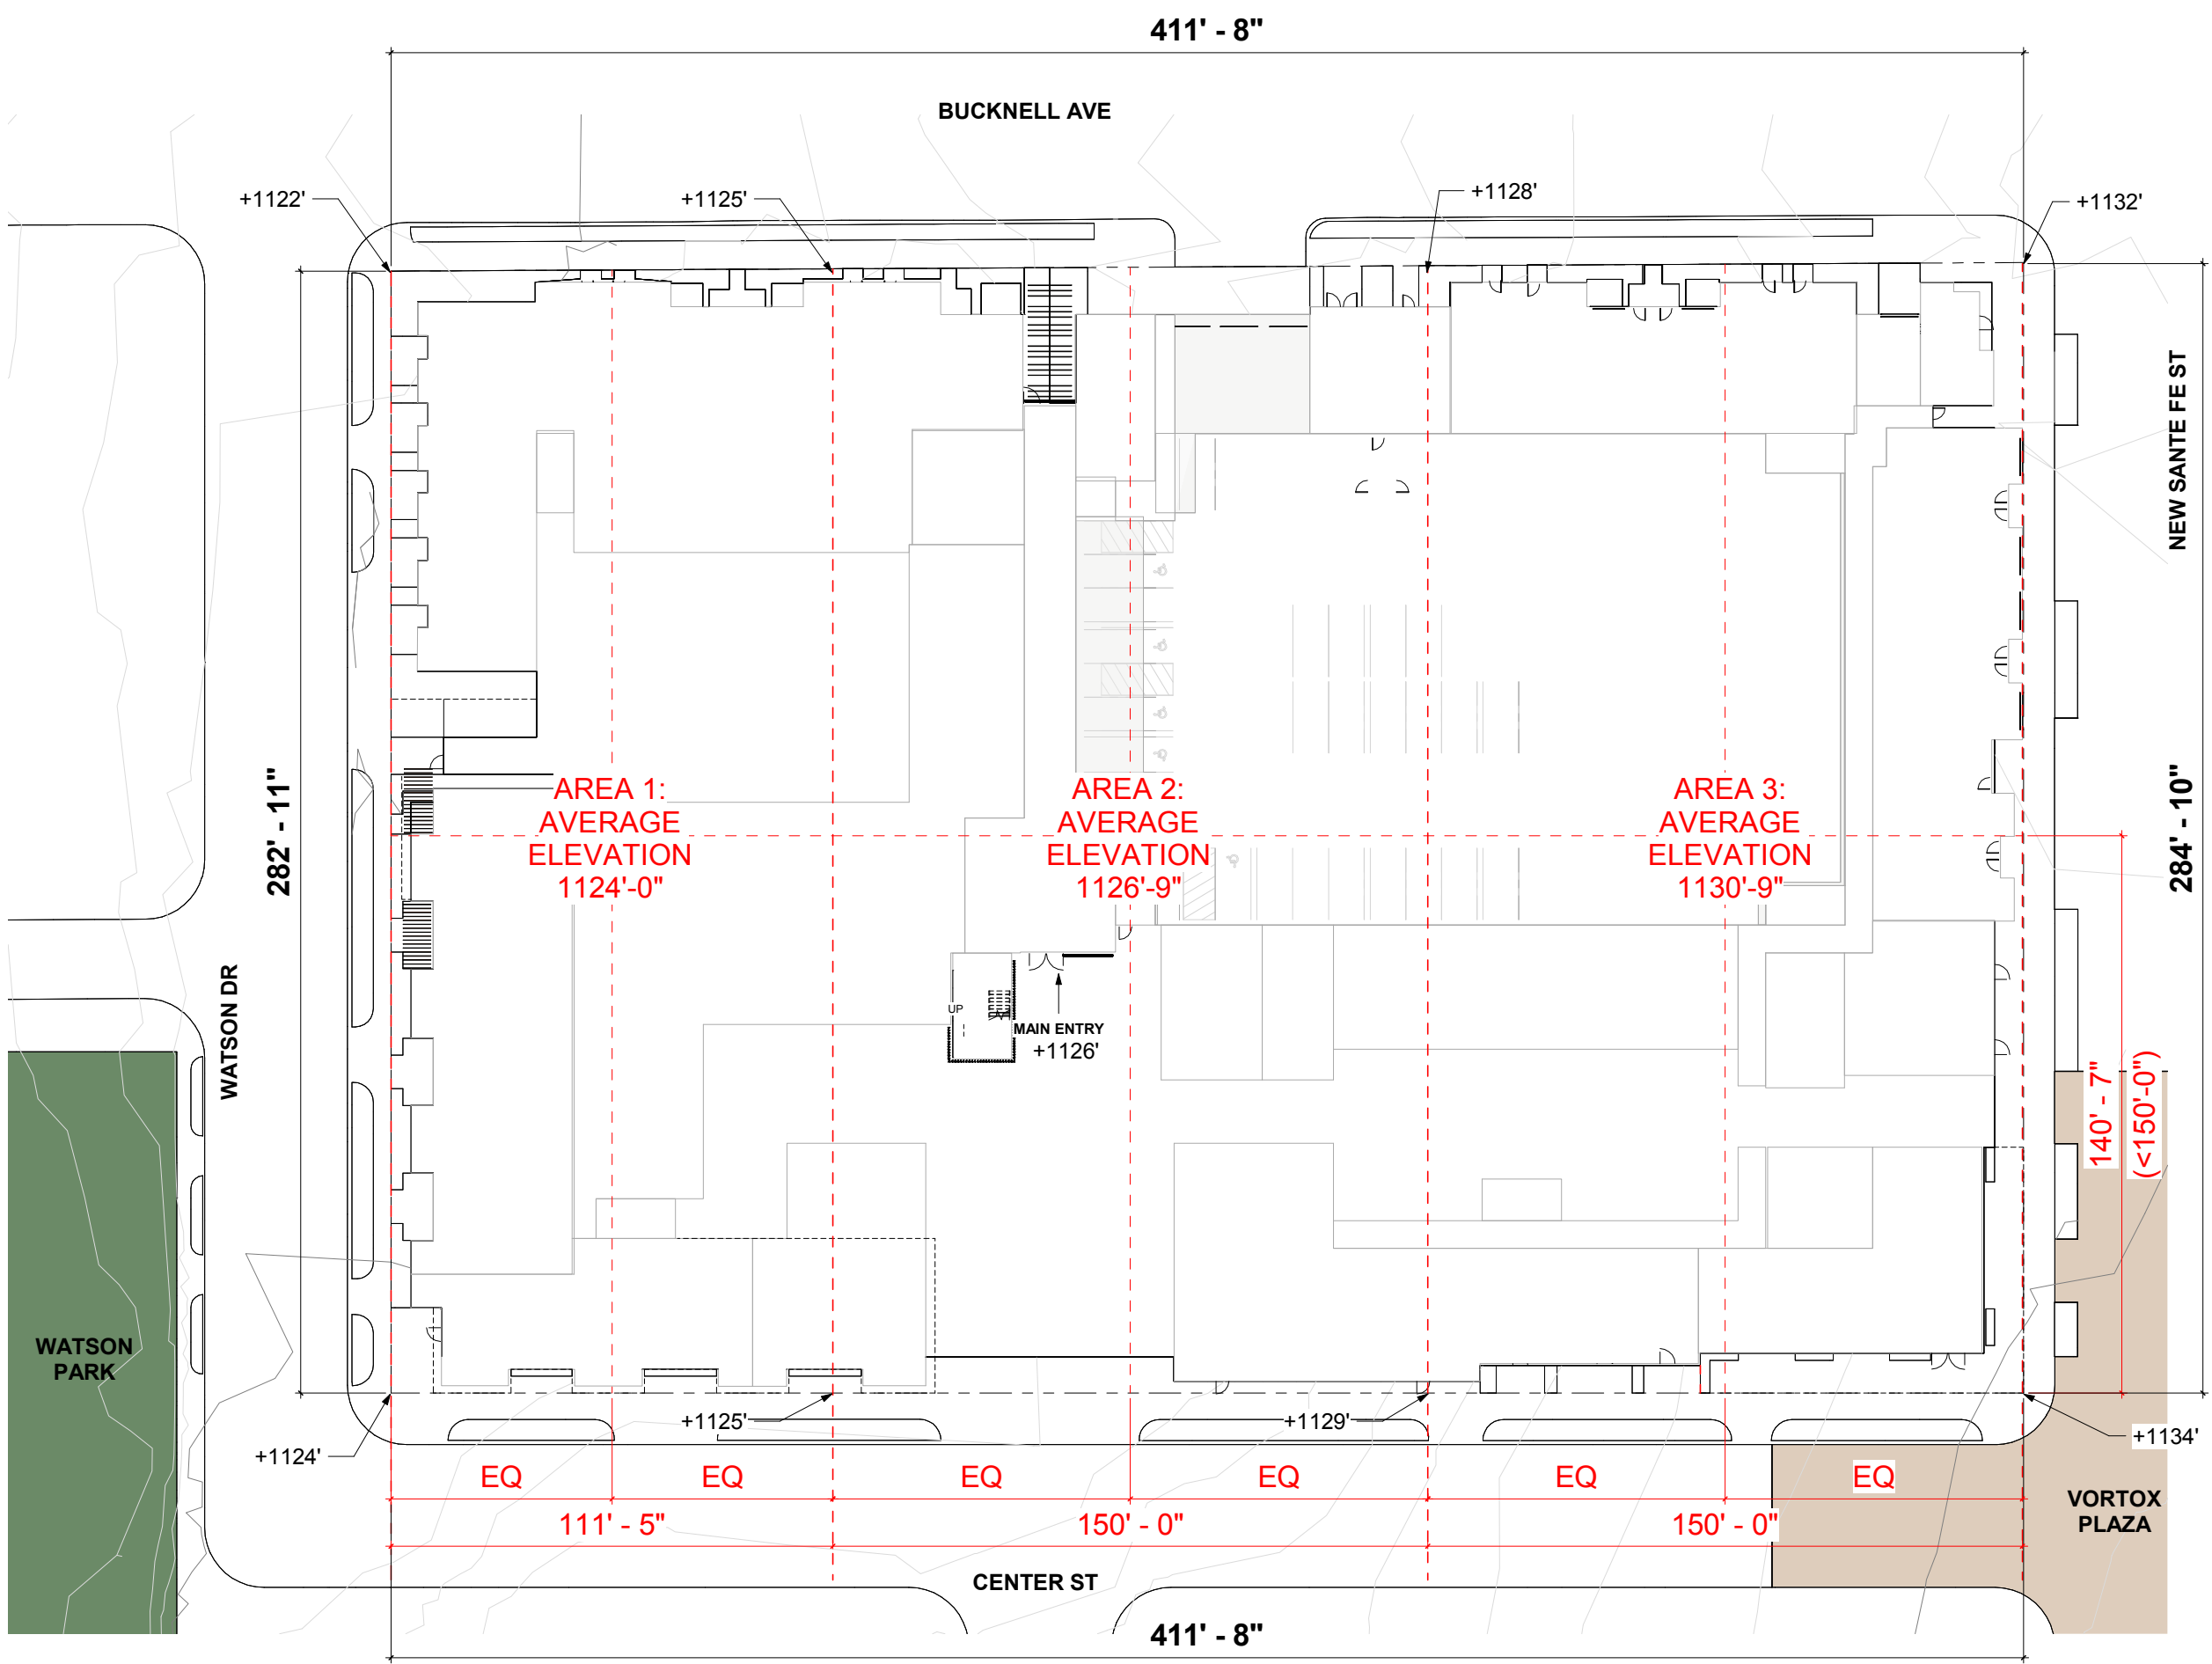 411' - 8"
BUCKNELL AVE
+1122'
+1125'
+1128'
+1132'
NEW SANTE FE ST
282' - 11"
284' - 10"
AREA 1:
AVERAGE
ELEVATION
1124'-0"
AREA 2:
AVERAGE
ELEVATION
1126'-9"
AREA 3:
AVERAGE
ELEVATION
1130'-9"
WATSON DR
UP
MAIN ENTRY
+1126'
140' - 7"
(<150'-0")
WATSON
PARK
+1124'
+1125'
+1129'
+1134'
EQ
EQ
EQ
EQ
EQ
EQ
111' - 5"
150' - 0"
150' - 0"
VORTOX
PLAZA
CENTER ST
411' - 8"